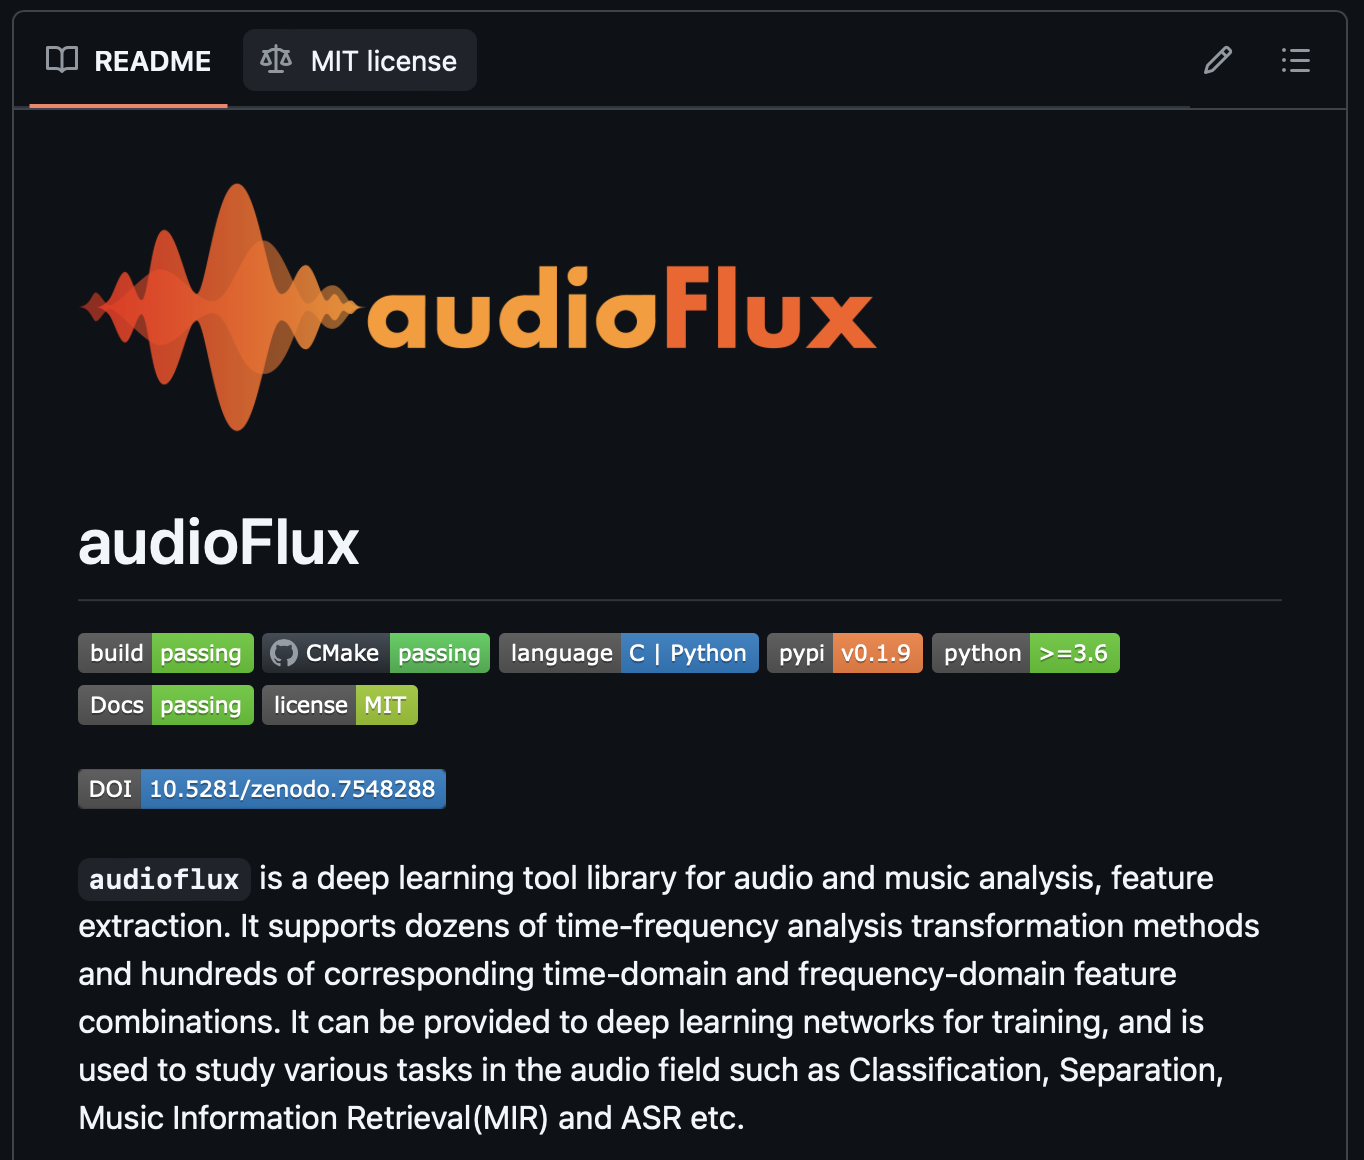 README MIT license
audioFlux
audioFlux
build passing CMake passing language C | Python pypi v0.1.9 python >=3.6
Docs passing license MIT
DOI 10.5281/zenodo.7548288
audioflux is a deep learning tool library for audio and music analysis, feature
extraction. It supports dozens of time-frequency analysis transformation methods
and hundreds of corresponding time-domain and frequency-domain feature
combinations. It can be provided to deep learning networks for training, and is
used to study various tasks in the audio field such as Classification, Separation,
Music Information Retrieval(MIR) and ASR etc.